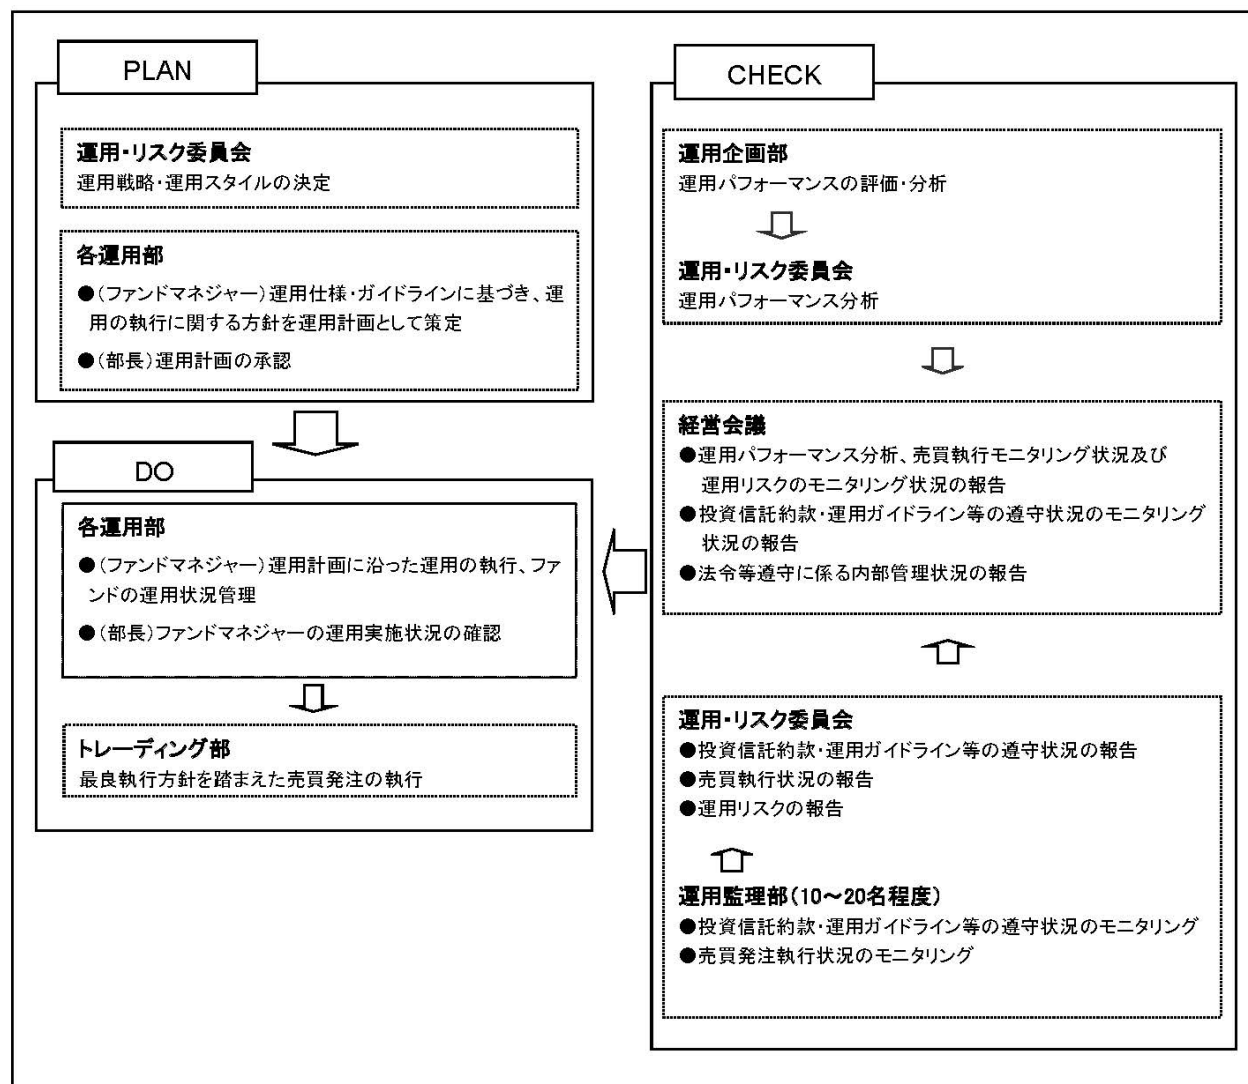 PLAN
運用・リスク委員会
運用戦略・運用スタイルの決定
各運用部
●(ファンドマネジャー)運用仕様・ガイドラインに基づき、運
用の執行に関する方針を運用計画として策定
●(部長)運用計画の承認
DO
各運用部
●(ファンドマネジャー)運用計画に沿った運用の執行、ファ
ンドの運用状況管理
●(部長)ファンドマネジャーの運用実施状況の確認
トレーディング部
最良執行方針を踏まえた売買発注の執行
CHECK
運用企画部
運用パフォーマンスの評価・分析
運用・リスク委員会
運用パフォーマンス分析
経営会議
●運用パフォーマンス分析、売買執行モニタリング状況及び
運用リスクのモニタリング状況の報告
●投資信託約款・運用ガイドライン等の遵守状況のモニタリング
状況の報告
●法令等遵守に係る内部管理状況の報告
運用・リスク委員会
●投資信託約款・運用ガイドライン等の遵守状況の報告
●売買執行状況の報告
●運用リスクの報告
運用監理部(10~20名程度)
●投資信託約款・運用ガイドライン等の遵守状況のモニタリング
●売買発注執行状況のモニタリング